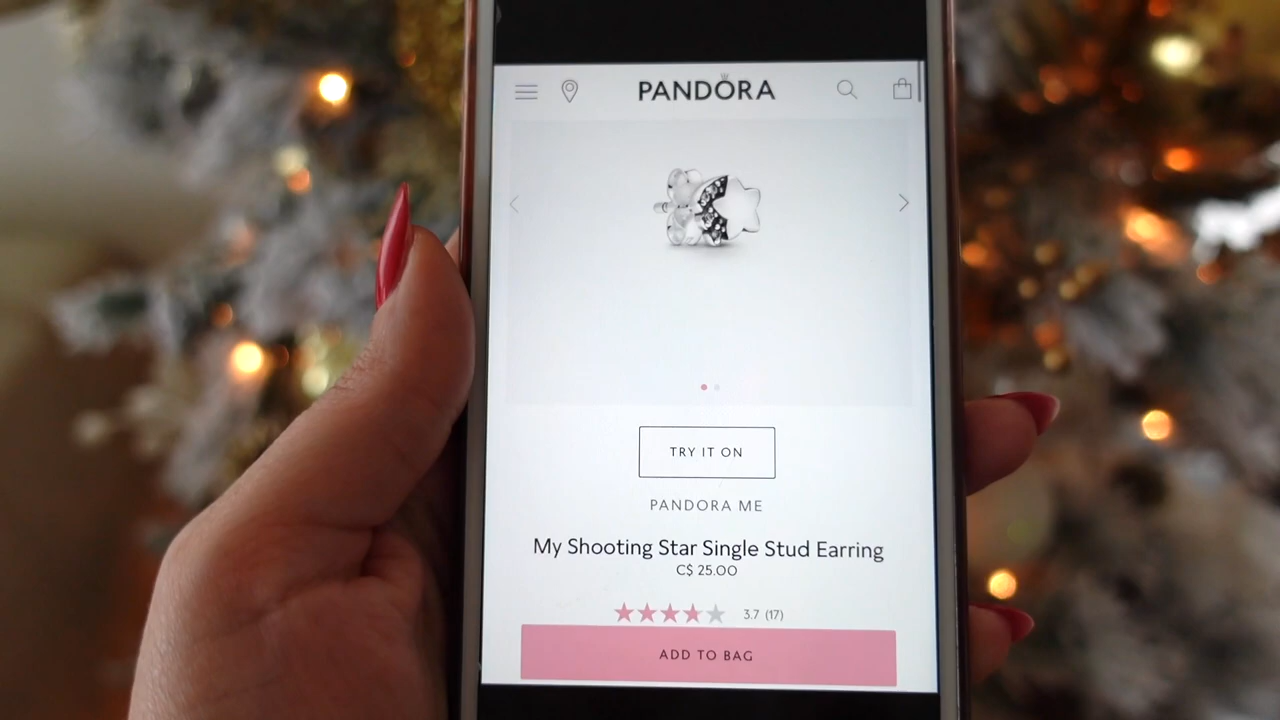 PANDORA
TRY IT ON
PANDORA ME
My Shooting Star Single Stud Earring
C$ 25.00
3.7 (17)
ADD TO BAG